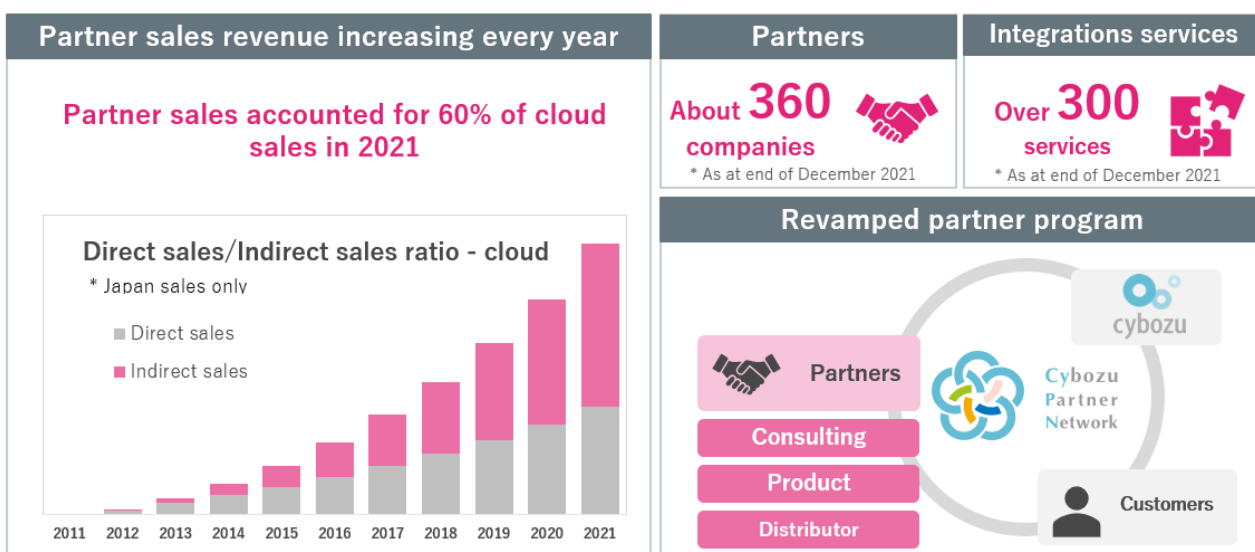 Partner sales revenue increasing every year
Partner sales accounted for 60% of cloud
sales in 2021
Direct sales/Indirect sales ratio - cloud
* Japan sales only
Direct sales
Indirect sales
2011 2012 2013 2014 2015 2016 2017 2018 2019 2020 2021
Partners
About 360
companies
* As at end of December 2021
Integrations services
Over 300
services
* As at end of December 2021
Revamped partner program
cybozu
Partners
Cybozu
Partner
Network
Consulting
Product
Distributor
Customers